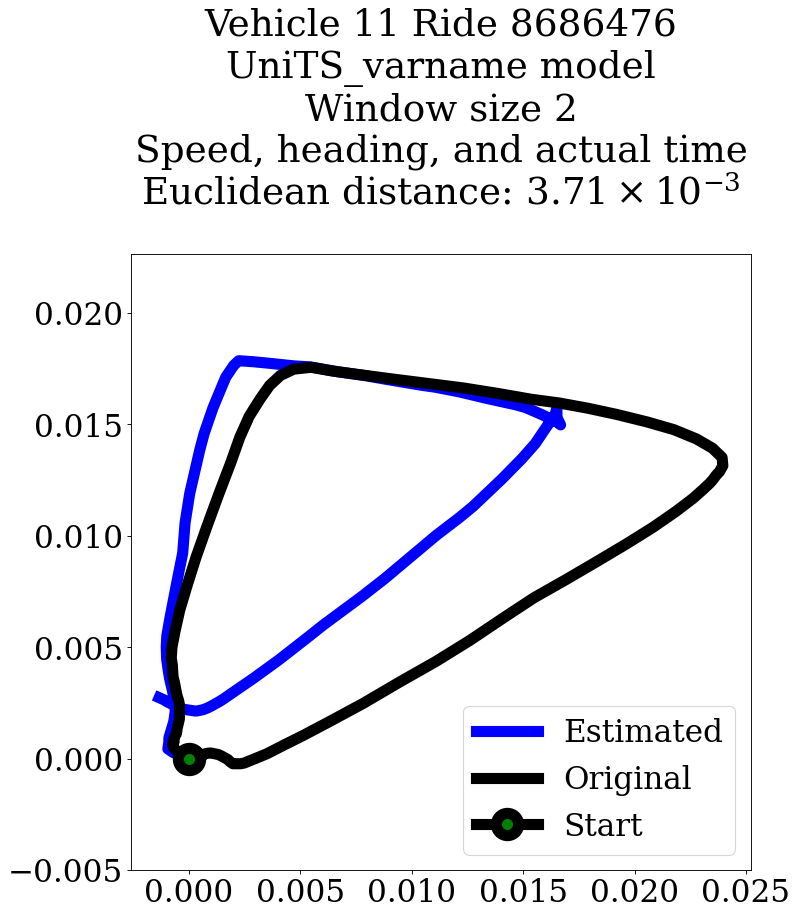 Vehicle 11 Ride 8686476
UniTS_varname model
Window size 2
Speed, heading, and actual time
Euclidean distance: 3.71 × 10⁻³
0.020
0.015
0.010
0.005
0.000
−0.005
Estimated
Original
Start
0.000 0.005 0.010 0.015 0.020 0.025